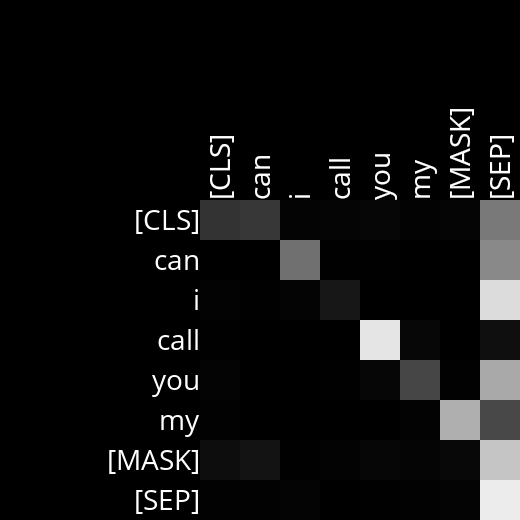 [CLS] can i call you my [MASK] [SEP]
[CLS]
can
i
call
you
my
[MASK]
[SEP]